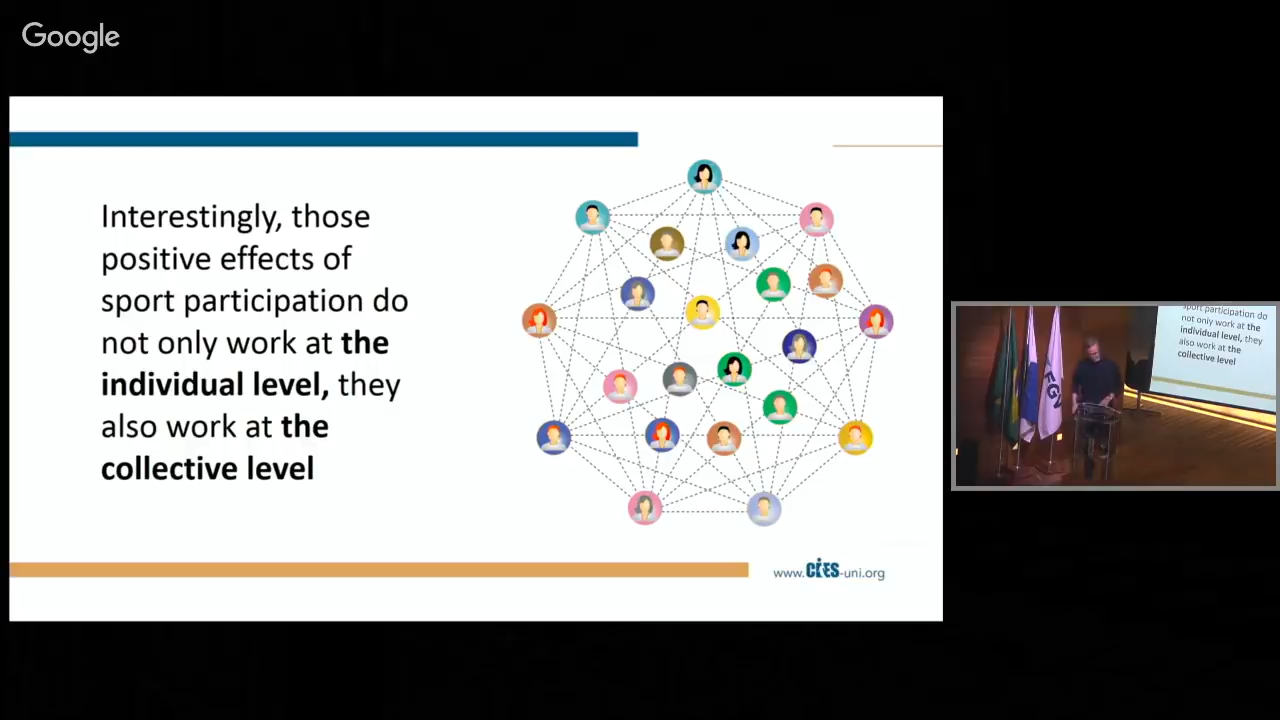 Google
Interestingly, those
positive effects of
sport participation do
not only work at the
individual level, they
also work at the
collective level
www.CIES-uni.org
sport participation do
not only work at the
individual level, they
also work at the
collective level
FGV